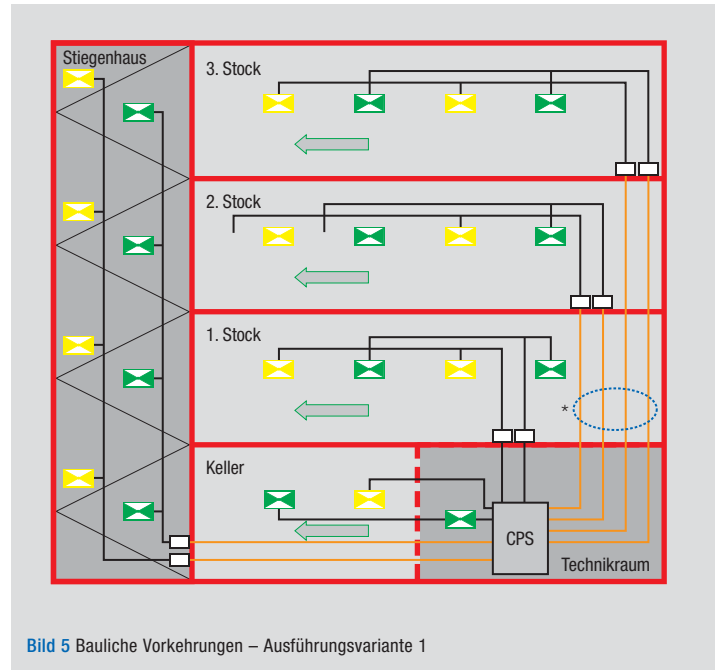 Stiegenhaus
3. Stock
2. Stock
1. Stock
*
Keller
CPS
Technikraum
Bild 5 Bauliche Vorkehrungen – Ausführungsvariante 1